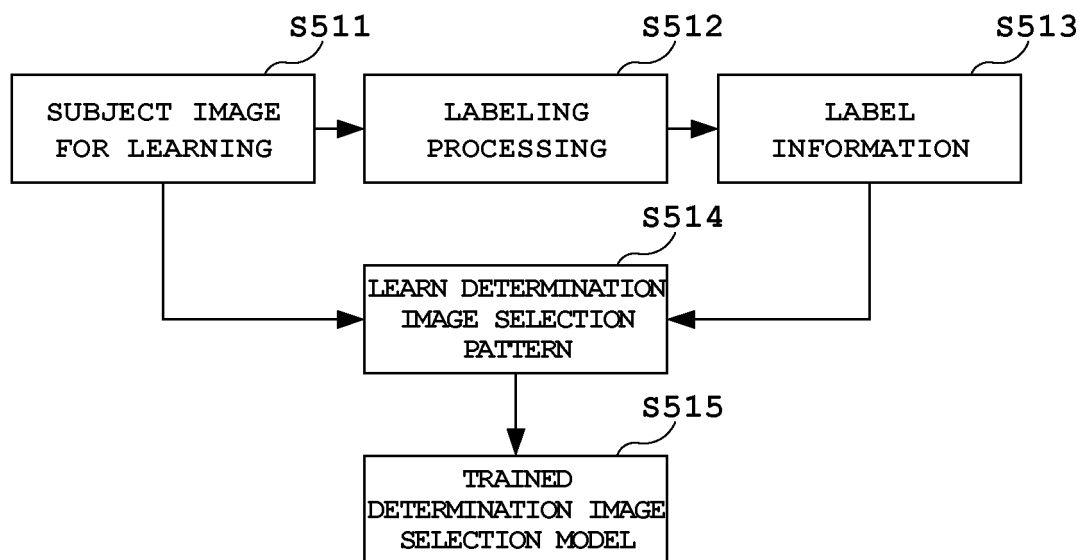 S511
SUBJECT IMAGE
FOR LEARNING
S512
LABELING
PROCESSING
S513
LABEL
INFORMATION
S514
LEARN DETERMINATION
IMAGE SELECTION
PATTERN
S515
TRAINED
DETERMINATION IMAGE
SELECTION MODEL